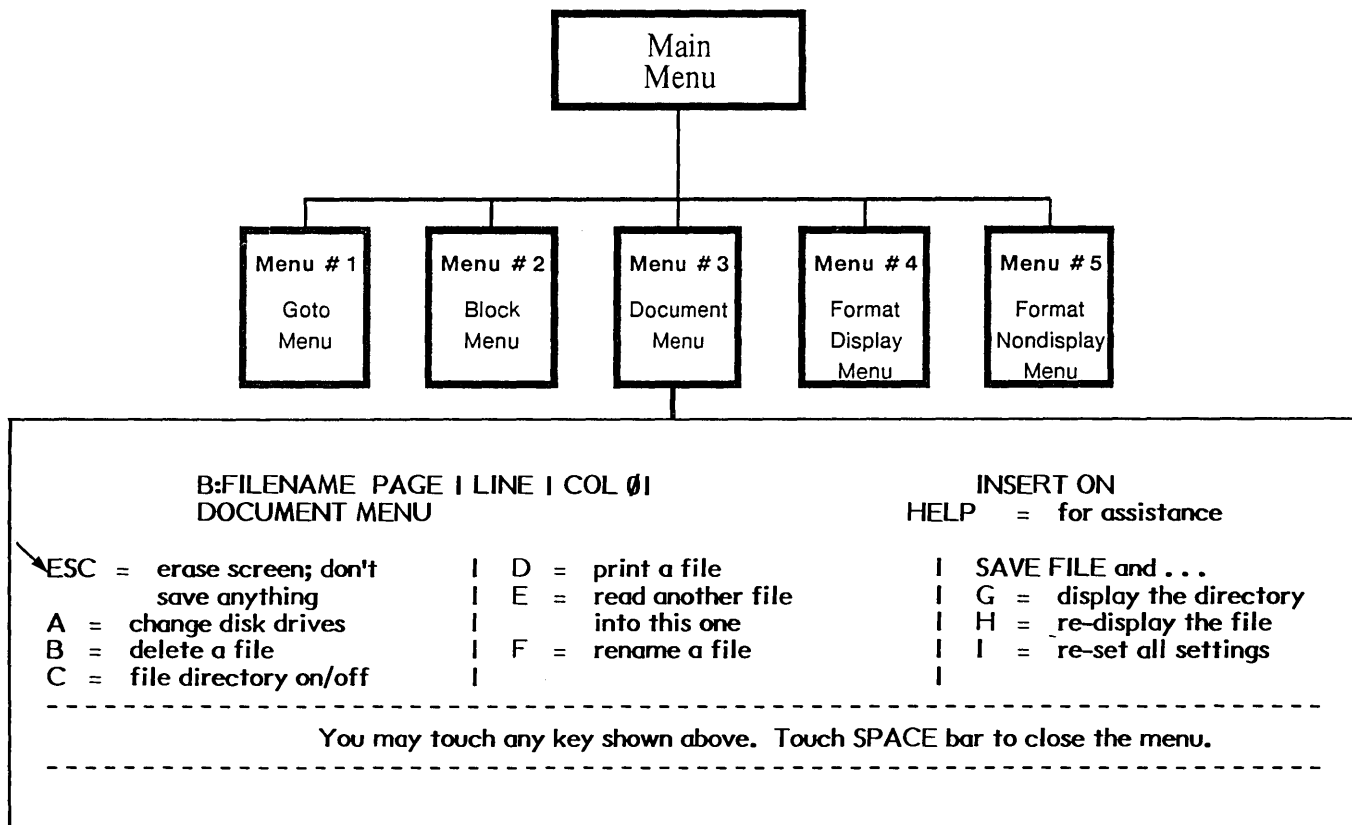 Main
Menu
Menu # 1
Goto
Menu
Menu # 2
Block
Menu
Menu # 3
Document
Menu
Menu # 4
Format
Display
Menu
Menu # 5
Format
Nondisplay
Menu
B:FILENAME PAGE 1 LINE 1 COL Ø1 INSERT ON
DOCUMENT MENU HELP = for assistance
ESC = erase screen; don't | D = print a file | SAVE FILE and . . .
save anything | E = read another file | G = display the directory
A = change disk drives | into this one | H = re-display the file
B = delete a file | F = rename a file | I = re-set all settings
C = file directory on/off | |
You may touch any key shown above. Touch SPACE bar to close the menu.